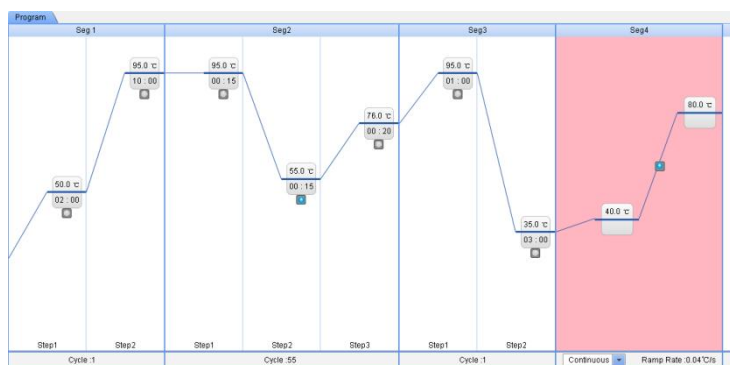 Program
Seg 1
Seg2
Seg3
Seg4
95.0 ℃
10 : 00
95.0 ℃
00 : 15
95.0 ℃
01 : 00
80.0 ℃
76.0 ℃
00 : 20
50.0 ℃
02 : 00
55.0 ℃
00 : 15
40.0 ℃
35.0 ℃
03 : 00
Step1
Step2
Step1
Step2
Step3
Step1
Step2
Cycle :1
Cycle :55
Cycle :1
Continuous
Ramp Rate :0.04℃/s